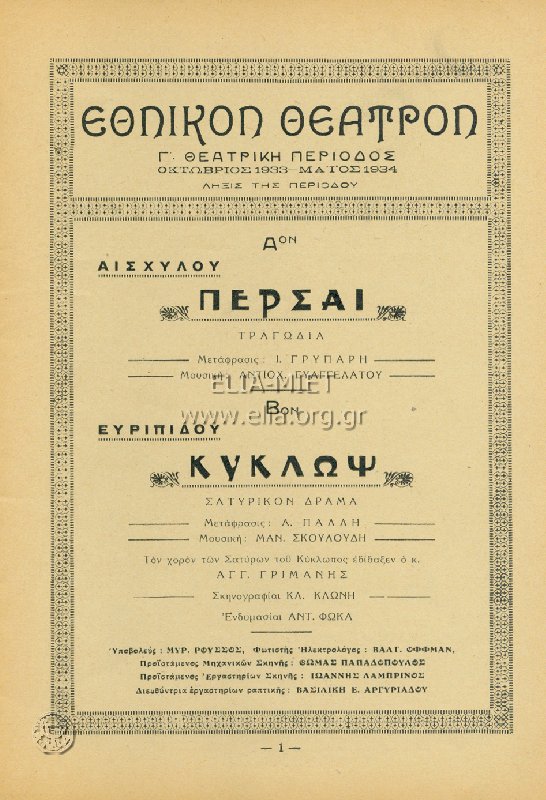 ΕΘΝΙΚΟΝ ΘΕΑΤΡΟΝ
Γ'. ΘΕΑΤΡΙΚΗ ΠΕΡΙΟΔΟΣ
ΟΚΤΩΒΡΙΟΣ 1933 - ΜΑΪΟΣ 1934
ΛΗΞΙΣ ΤΗΣ ΠΕΡΙΟΔΟΥ
Α ΟΝ
ΑΙΣΧΥΛΟΥ
ΠΕΡΣΑΙ
ΤΡΑΓΩΔΙΑ
Μετάφρασις : Ι. ΓΡΥΠΑΡΗ
Μουσική : ΑΝΤΙΟΧ. ΕΥΑΓΓΕΛΑΤΟΥ
ELIA-MIET
Β ΟΝ
www.elia.org.gr
ΕΥΡΙΠΙΔΟΥ
ΚΥΚΛΩΨ
ΣΑΤΥΡΙΚΟΝ ΔΡΑΜΑ
Μετάφρασις : Α. ΠΑΛΛΗ
Μουσική : ΜΑΝ. ΣΚΟΥΛΟΥΔΗ
Τὸν χορὸν τῶν Σατύρων τοῦ Κύκλωπος ἐδίδαξεν ὁ κ.
ΑΓΓ. ΓΡΙΜΑΝΗΣ
Σκηνογραφίαι ΚΛ. ΚΛΩΝΗ
Ἐνδυμασίαι ΑΝΤ. ΦΩΚΑ
Ὑποβολεὺς : ΜΥΡ. ΡΟΥΣΣΟΣ, Φωτιστὴς Ἠλεκτρολόγος : ΒΑΛΤ. ΟΦΦΜΑΝ,
Προϊστάμενος Μηχανικῶν Σκηνῆς : ΘΩΜΑΣ ΠΑΠΑΔΟΠΟΥΛΟΣ
Προϊστάμενος Ἐργαστηρίων Σκηνῆς : ΙΩΑΝΝΗΣ ΛΑΜΠΡΙΝΟΣ
Διευθύντρια ἐργαστηρίων ραπτικῆς : ΒΑΣΙΛΙΚΗ Ε. ΑΡΓΥΡΙΑΔΟΥ
— 1 —